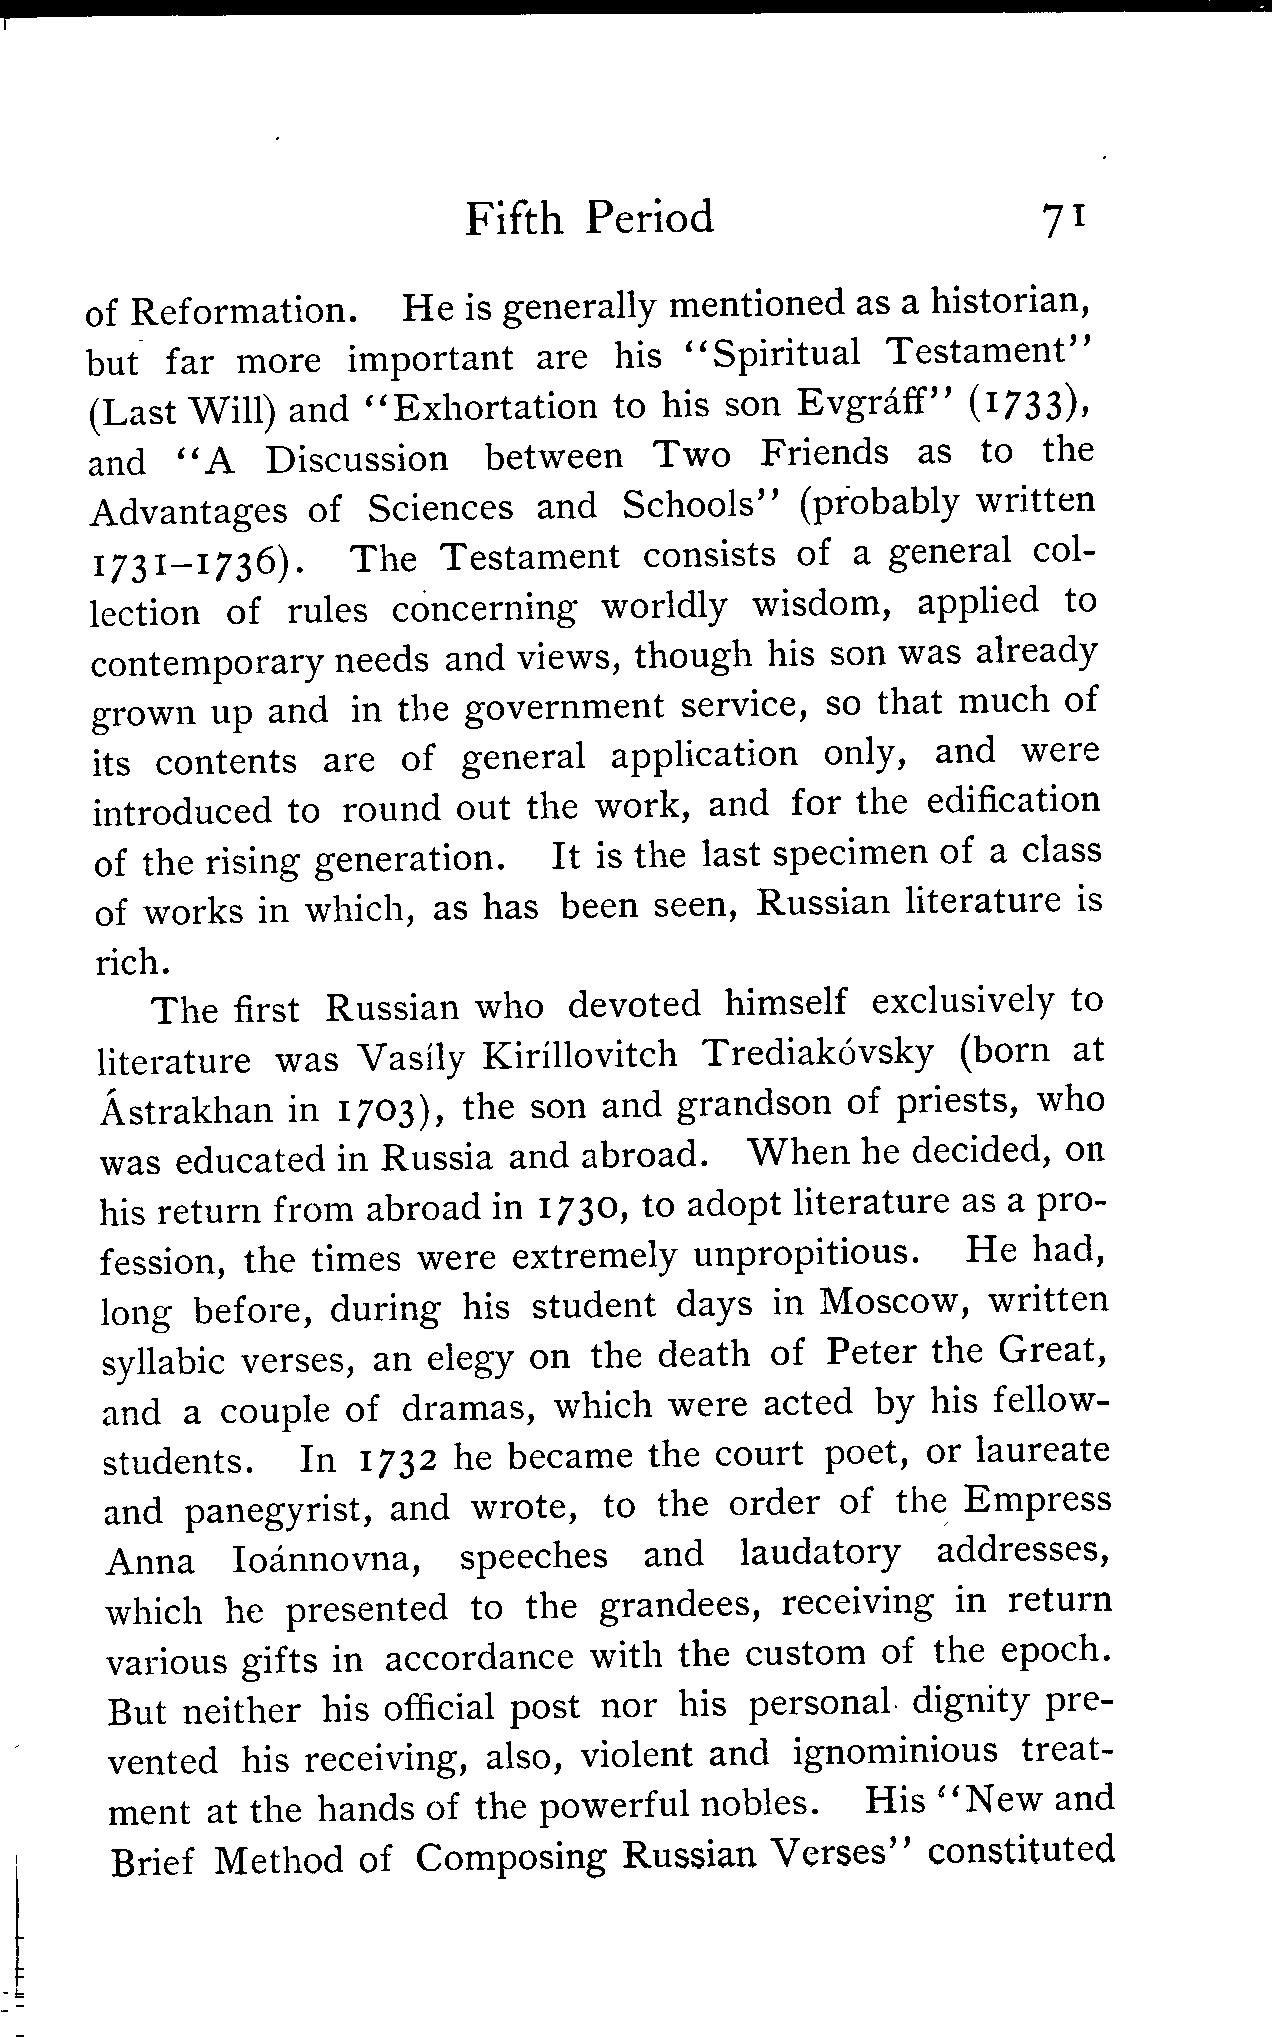 Fifth Period 71
of Reformation. He is generally mentioned as a historian,
but far more important are his “Spiritual Testament”
(Last Will) and “Exhortation to his son Evgráff” (1733),
and “A Discussion between Two Friends as to the
Advantages of Sciences and Schools” (probably written
1731–1736). The Testament consists of a general col-
lection of rules concerning worldly wisdom, applied to
contemporary needs and views, though his son was already
grown up and in the government service, so that much of
its contents are of general application only, and were
introduced to round out the work, and for the edification
of the rising generation. It is the last specimen of a class
of works in which, as has been seen, Russian literature is
rich.
The first Russian who devoted himself exclusively to
literature was Vasíly Kiríllovitch Trediakóvsky (born at
Ástrakhan in 1703), the son and grandson of priests, who
was educated in Russia and abroad. When he decided, on
his return from abroad in 1730, to adopt literature as a pro-
fession, the times were extremely unpropitious. He had,
long before, during his student days in Moscow, written
syllabic verses, an elegy on the death of Peter the Great,
and a couple of dramas, which were acted by his fellow-
students. In 1732 he became the court poet, or laureate
and panegyrist, and wrote, to the order of the Empress
Anna Ioánnovna, speeches and laudatory addresses,
which he presented to the grandees, receiving in return
various gifts in accordance with the custom of the epoch.
But neither his official post nor his personal dignity pre-
vented his receiving, also, violent and ignominious treat-
ment at the hands of the powerful nobles. His “New and
Brief Method of Composing Russian Verses” constituted